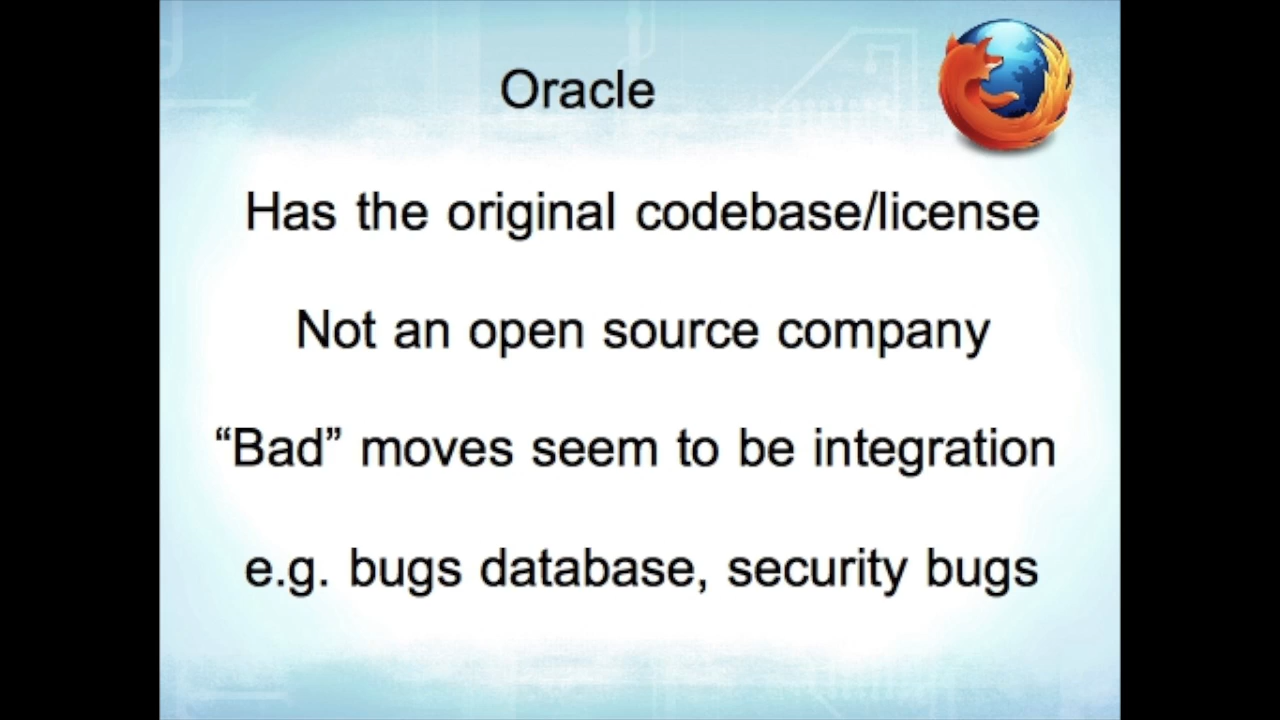 Oracle
Has the original codebase/license
Not an open source company
“Bad” moves seem to be integration
e.g. bugs database, security bugs